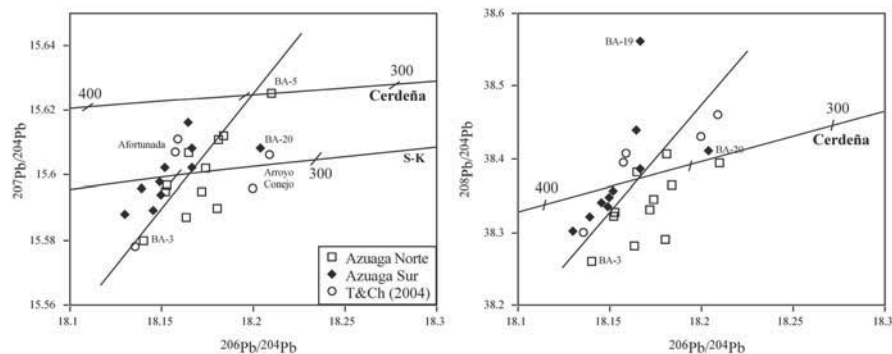 15.64
15.62
15.6
15.58
15.56
18.1
18.15
18.2
18.25
18.3
207Pb/204Pb
206Pb/204Pb
400
300
BA-5
Cerdeña
Afortunada
BA-20
S-K
300
Arroyo
Conejo
BA-3
Azuaga Norte
Azuaga Sur
T&Ch (2004)
38.6
38.5
38.4
38.3
38.2
18.1
18.15
18.2
18.25
18.3
208Pb/204Pb
206Pb/204Pb
BA-19
300
BA-20
Cerdeña
400
BA-3